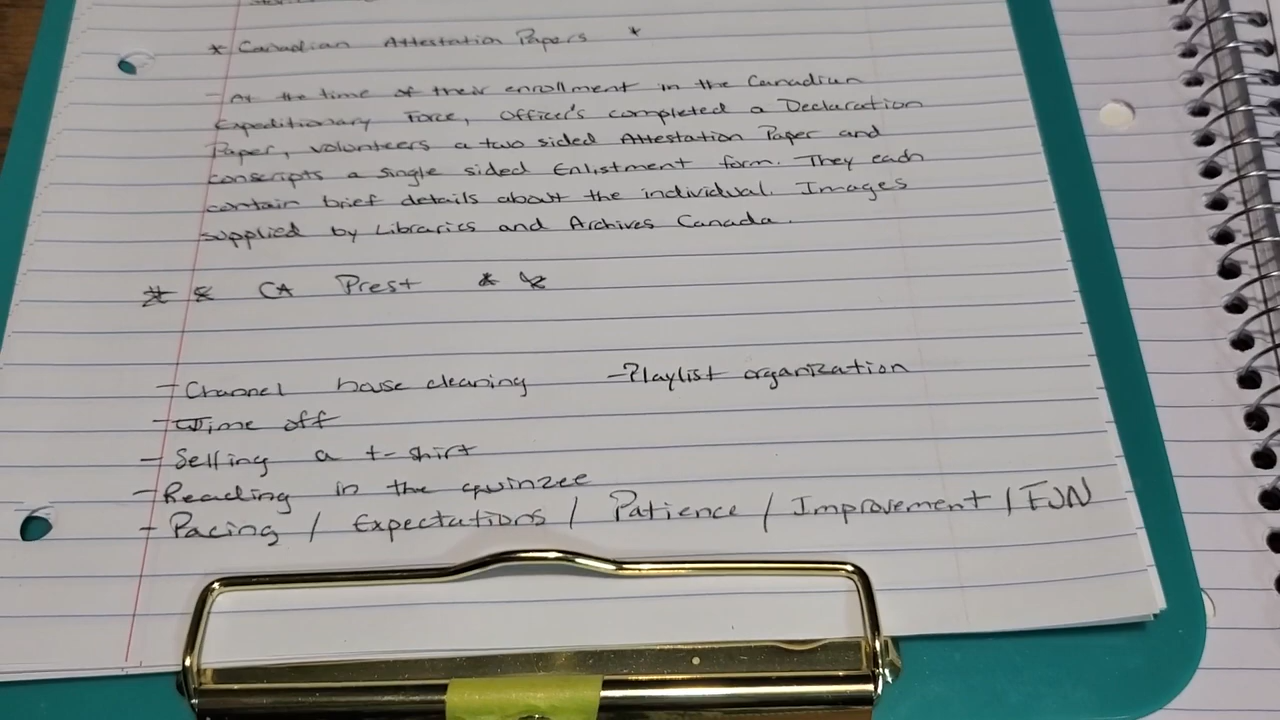 * Canadian Attestation Papers *
- At the time of their enrollment in the Canadian
Expeditionary Force, Officer's completed a Declaration
Paper, volunteers a two sided Attestation Paper and
conscripts a single sided Enlistment form. They each
contain brief details about the individual. Images
supplied by Libraries and Archives Canada.
* * CA Prest * *
- Channel house cleaning - Playlist organization
- Time off
- Selling a t-shirt
- Reading in the quinzee
- Pacing / Expectations / Patience / Improvement / FUN